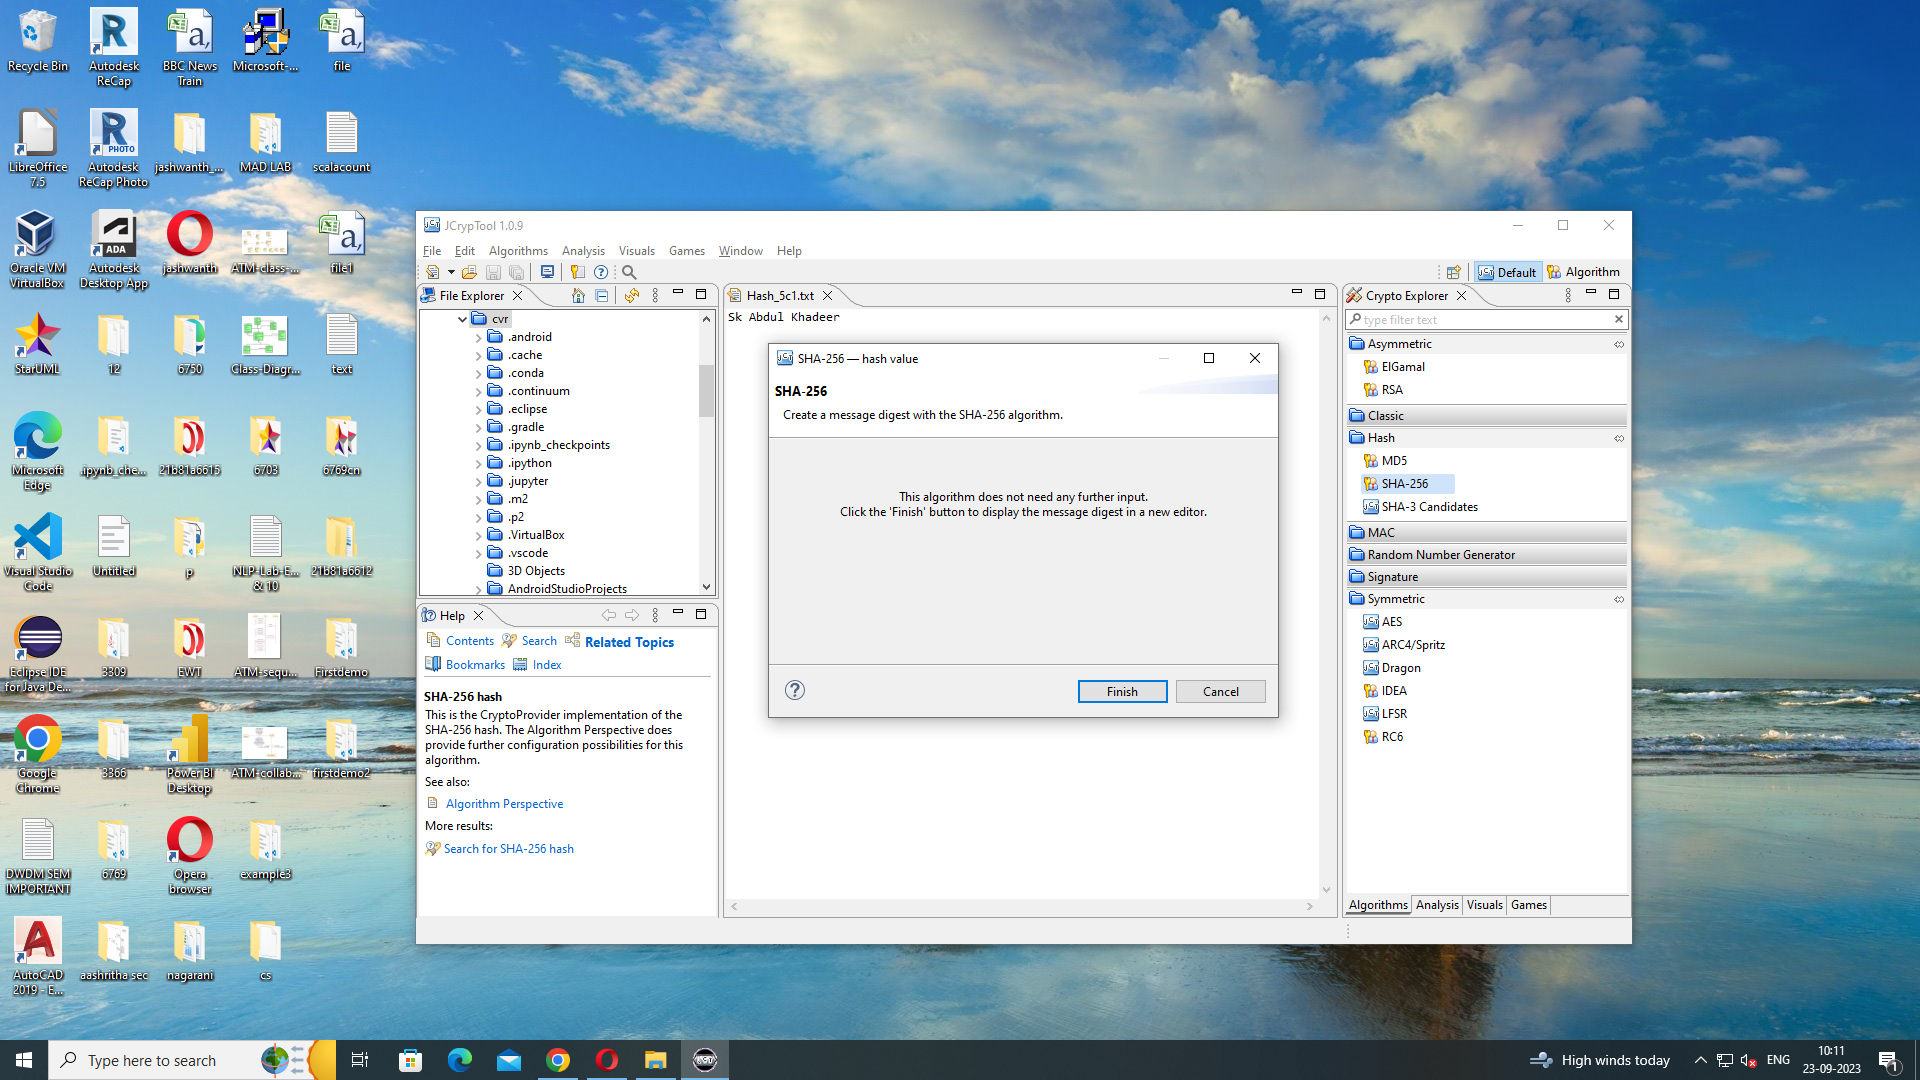 Recycle Bin
Autodesk
ReCap
BBC News
Train
Microsoft-...
file
LibreOffice
7.5
Autodesk
ReCap Photo
jashwanth_...
MAD LAB
scalacount
Oracle VM
VirtualBox
Autodesk
Desktop App
jashwanth
ATM-class-...
file1
StarUML
12
6750
Class-Diagr...
text
Microsoft
Edge
.ipynb_che...
21b81a6615
6703
6769cn
Visual Studio
Code
Untitled
p
NLP-Lab-E...
& 10
21b81a6612
Eclipse IDE
for Java De...
3309
EWT
ATM-sequ...
Firstdemo
Google
Chrome
3366
Power BI
Desktop
ATM-collab...
firstdemo2
DWDM SEM
IMPORTANT
6769
Opera
browser
example3
AutoCAD
2019 - E...
aashritha sec
nagarani
cs
JCrypTool 1.0.9
File Edit Algorithms Analysis Visuals Games Window Help
Default
Algorithm
File Explorer
cvr
.android
.cache
.conda
.continuum
.eclipse
.gradle
.ipynb_checkpoints
.ipython
.jupyter
.m2
.p2
.VirtualBox
.vscode
3D Objects
AndroidStudioProjects
Help
Contents Search Related Topics
Bookmarks Index
SHA-256 hash
This is the CryptoProvider implementation of the
SHA-256 hash. The Algorithm Perspective does
provide further configuration possibilities for this
algorithm.
See also:
Algorithm Perspective
More results:
Search for SHA-256 hash
Hash_5c1.txt
Sk Abdul Khadeer
SHA-256 — hash value
SHA-256
Create a message digest with the SHA-256 algorithm.
This algorithm does not need any further input.
Click the 'Finish' button to display the message digest in a new editor.
Finish
Cancel
Crypto Explorer
type filter text
Asymmetric
ElGamal
RSA
Classic
Hash
MD5
SHA-256
SHA-3 Candidates
MAC
Random Number Generator
Signature
Symmetric
AES
ARC4/Spritz
Dragon
IDEA
LFSR
RC6
Algorithms Analysis Visuals Games
Type here to search
High winds today
ENG
10:11
23-09-2023
1